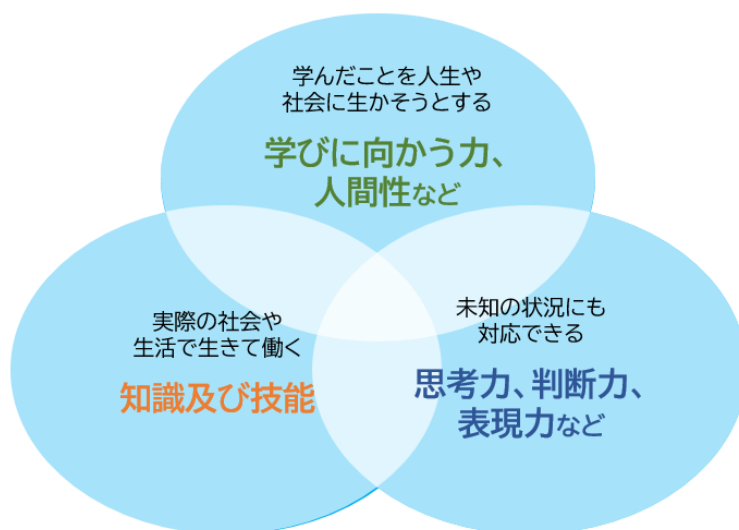 学んだことを人生や
社会に生かそうとする
学びに向かう力、
人間性など
実際の社会や
生活で生きて働く
知識及び技能
未知の状況にも
対応できる
思考力、判断力、
表現力など